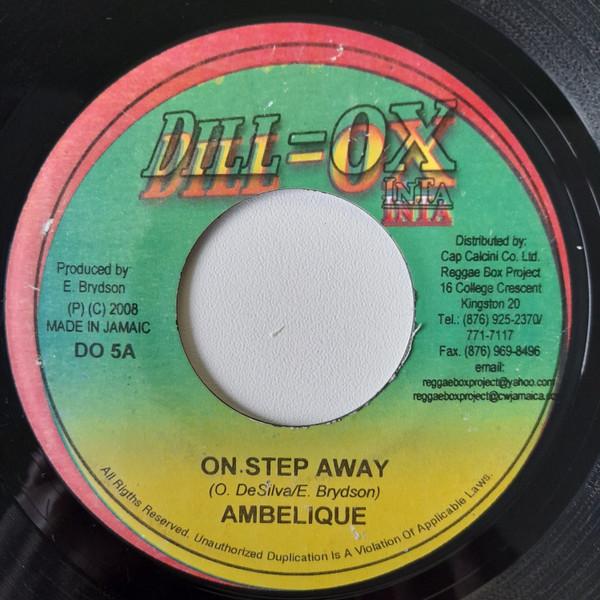 DILL-OX
INTA
Produced by
E. Brydson
(P) (C) 2008
MADE IN JAMAIC
DO 5A
Distributed by:
Cap Calcini Co. Ltd.
Reggae Box Project
16 College Crescent
Kingston 20
Tel.: (876) 925-2370/
771-7117
Fax. (876) 969-8496
email:
reggaeboxproject@yahoo.com
reggaeboxproject@cwjamaica.co
ON STEP AWAY
(O. DeSilva/E. Brydson)
AMBELIQUE
All Rigths Reserved. Unauthorized Duplication Is A Violation Of Applicable Laws.